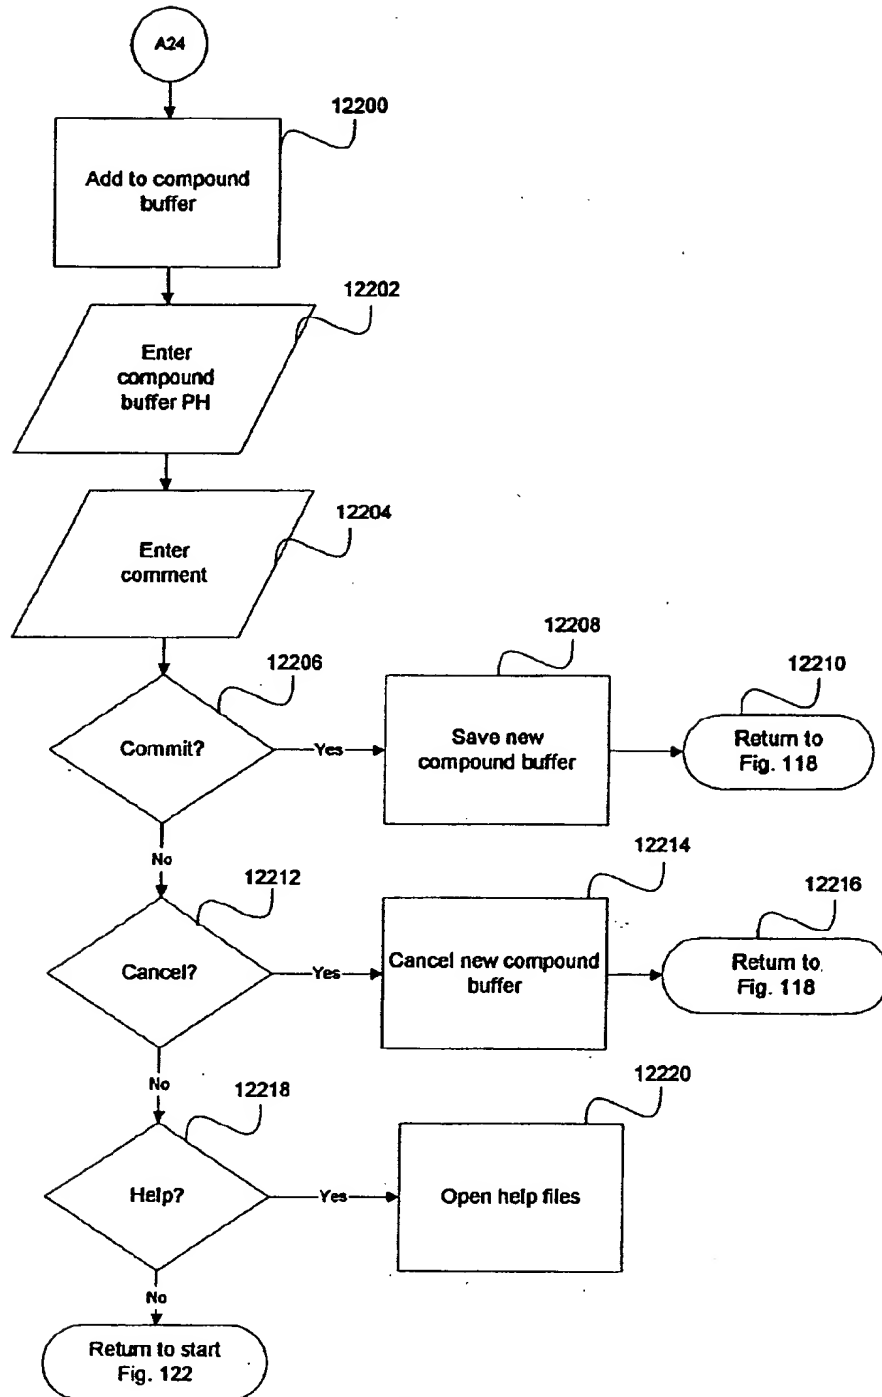 A24
12200
Add to compound
buffer
12202
Enter
compound
buffer PH
12204
Enter
comment
12206
Commit?
Yes
12208
Save new
compound buffer
12210
Return to
Fig. 118
No
12212
Cancel?
Yes
12214
Cancel new compound
buffer
12216
Return to
Fig. 118
No
12218
Help?
Yes
12220
Open help files
No
Return to start
Fig. 122